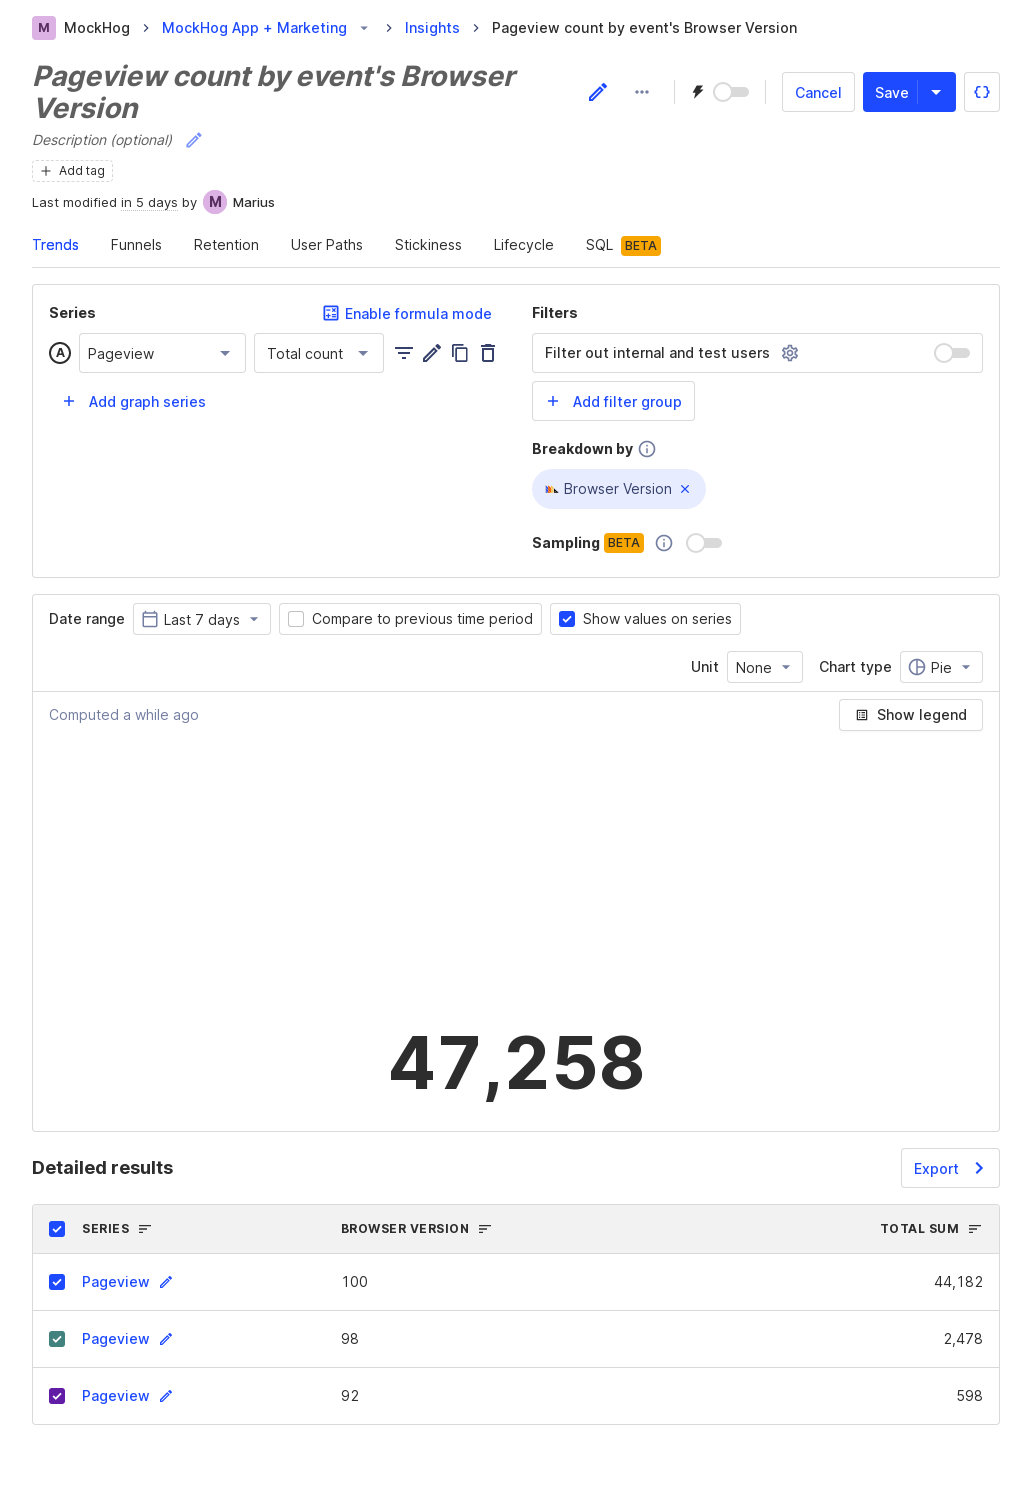 M MockHog MockHog App + Marketing Insights Pageview count by event's Browser Version
Pageview count by event's Browser
Version
Cancel Save
Description (optional)
Add tag
Last modified in 5 days by M Marius
Trends Funnels Retention User Paths Stickiness Lifecycle SQL BETA
Series Enable formula mode
A Pageview Total count
Add graph series
Filters
Filter out internal and test users
Add filter group
Breakdown by
Browser Version
Sampling BETA
Date range Last 7 days Compare to previous time period Show values on series
Unit None Chart type Pie
Computed a while ago Show legend
47,258
Detailed results Export
SERIES BROWSER VERSION TOTAL SUM
Pageview 100 44,182
Pageview 98 2,478
Pageview 92 598